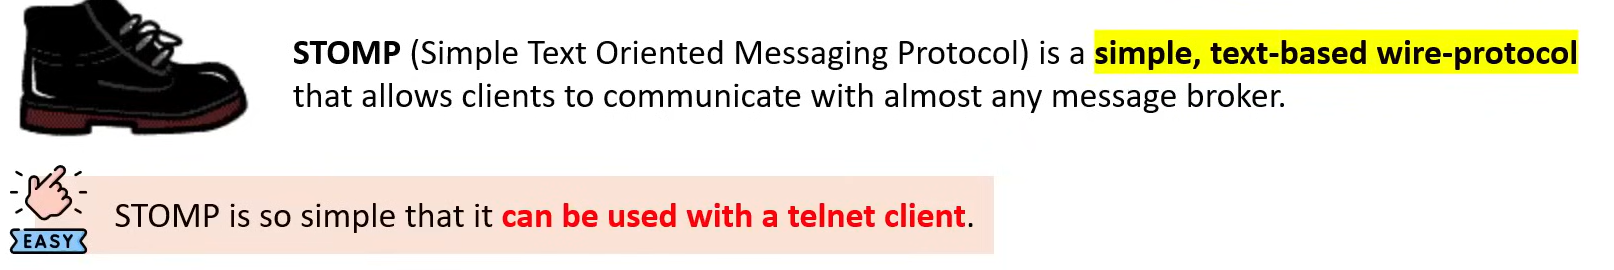 STOMP (Simple Text Oriented Messaging Protocol) is a simple, text-based wire-protocol
that allows clients to communicate with almost any message broker.
EASY
STOMP is so simple that it can be used with a telnet client.